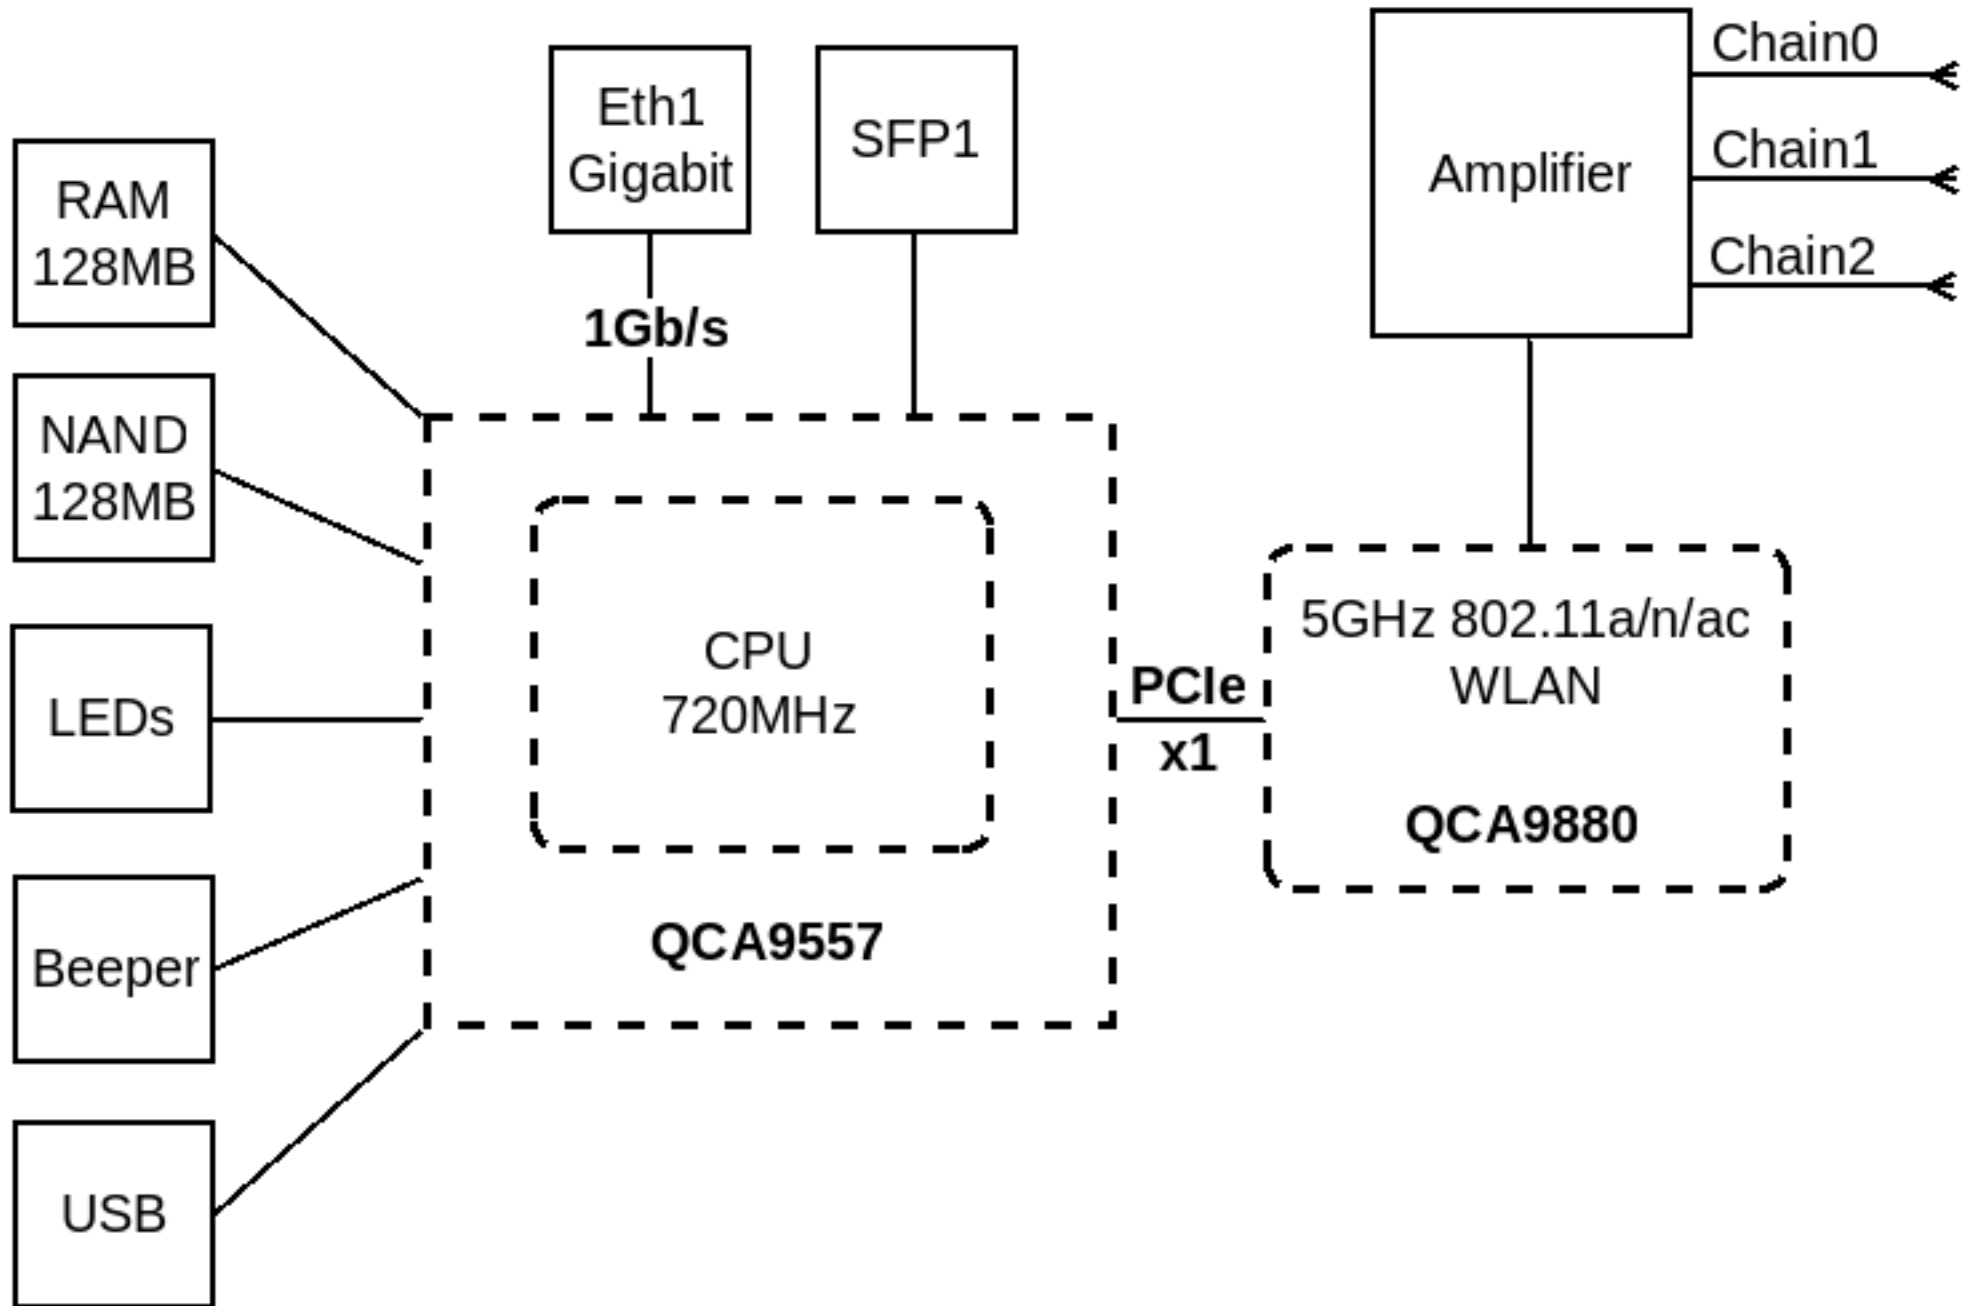 Chain0
Eth1
Gigabit
SFP1
Amplifier
Chain1
Chain2
RAM
128MB
1Gb/s
NAND
128MB
5GHz 802.11a/n/ac
WLAN
CPU
720MHz
PCIe
x1
LEDs
QCA9880
QCA9557
Beeper
USB